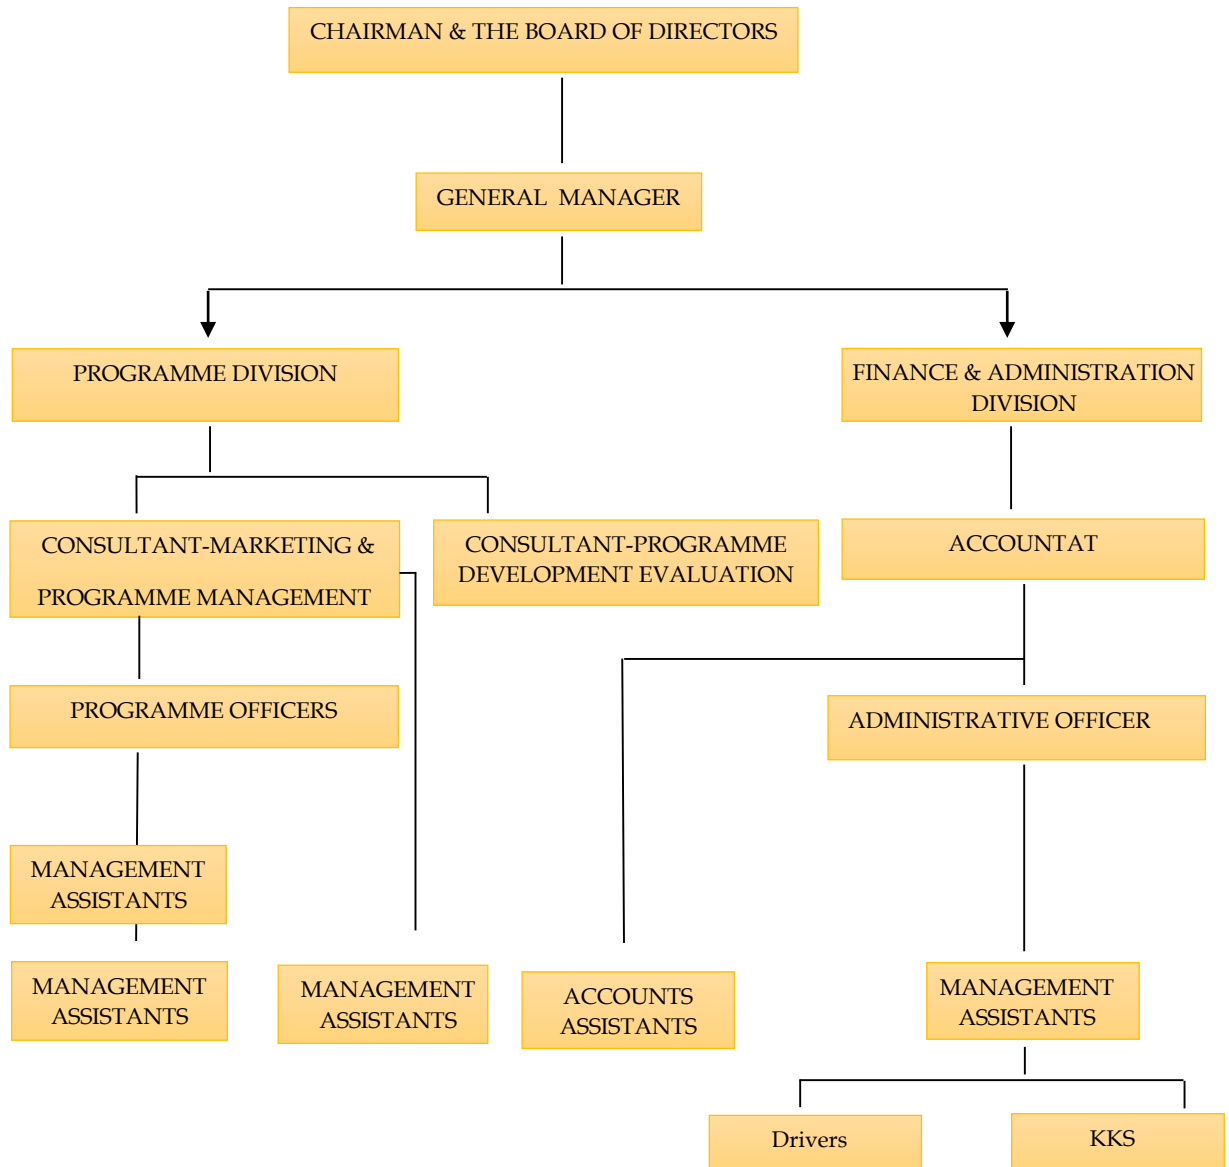 CHAIRMAN & THE BOARD OF DIRECTORS
GENERAL MANAGER
PROGRAMME DIVISION
FINANCE & ADMINISTRATION
DIVISION
CONSULTANT-MARKETING &
PROGRAMME MANAGEMENT
CONSULTANT-PROGRAMME
DEVELOPMENT EVALUATION
ACCOUNTAT
PROGRAMME OFFICERS
ADMINISTRATIVE OFFICER
MANAGEMENT
ASSISTANTS
MANAGEMENT
ASSISTANTS
MANAGEMENT
ASSISTANTS
ACCOUNTS
ASSISTANTS
MANAGEMENT
ASSISTANTS
Drivers
KKS